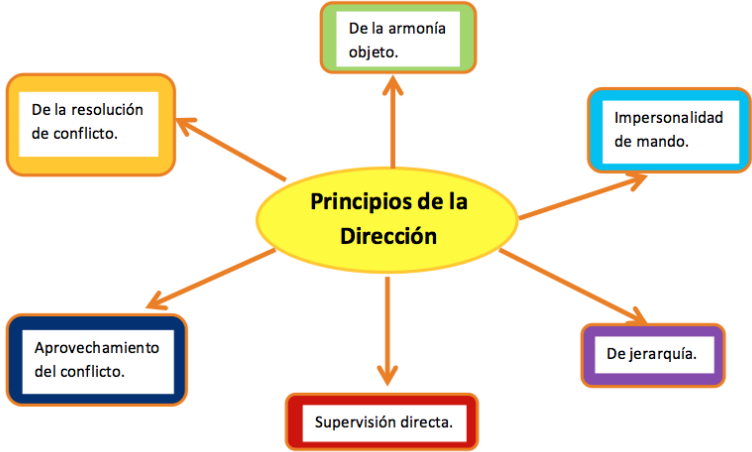 De la armonía
objeto.
De la resolución
de conflicto.
Impersonalidad
de mando.
Principios de la
Dirección
Aprovechamiento
del conflicto.
De jerarquía.
Supervisión directa.